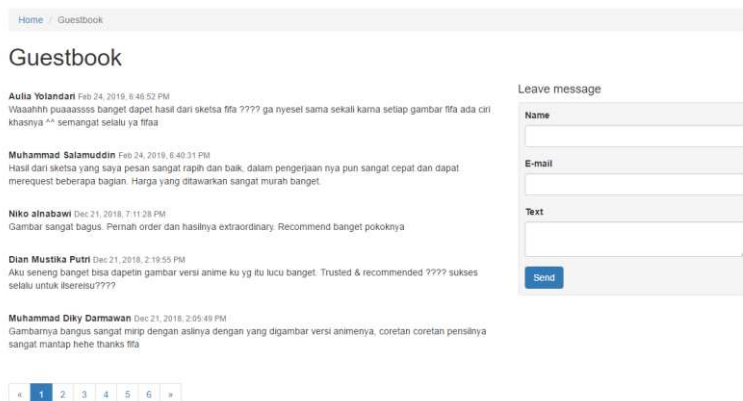 Home / Guestbook
Guestbook
Aulia Yolandari Feb 24, 2019, 6:46:52 PM
Waaahhh puaaassss banget dapet hasil dari sketsa fifa ???? ga nyesel sama sekali karna setiap gambar fifa ada ciri
khasnya ^^ semangat selalu ya fifaa
Muhammad Salamuddin Feb 24, 2019, 6:40:31 PM
Hasil dari sketsa yang saya pesan sangat rapih dan baik, dalam pengerjaan nya pun sangat cepat dan dapat
merequest beberapa bagian. Harga yang ditawarkan sangat murah banget.
Niko alnabawi Dec 21, 2018, 7:11:28 PM
Gambar sangat bagus. Pernah order dan hasilnya extraordinary. Recommend banget pokoknya
Dian Mustika Putri Dec 21, 2018, 2:19:55 PM
Aku seneng banget bisa dapetin gambar versi anime ku yg itu lucu banget. Trusted & recommended ???? sukses
selalu untuk ilsereisu????
Muhammad Diky Darmawan Dec 21, 2018, 2:05:49 PM
Gambarnya bangus sangat mirip dengan aslinya dengan yang digambar versi animenya, coretan coretan pensilnya
sangat mantap hehe thanks fifa
« 1 2 3 4 5 6 »
Leave message
Name
E-mail
Text
Send